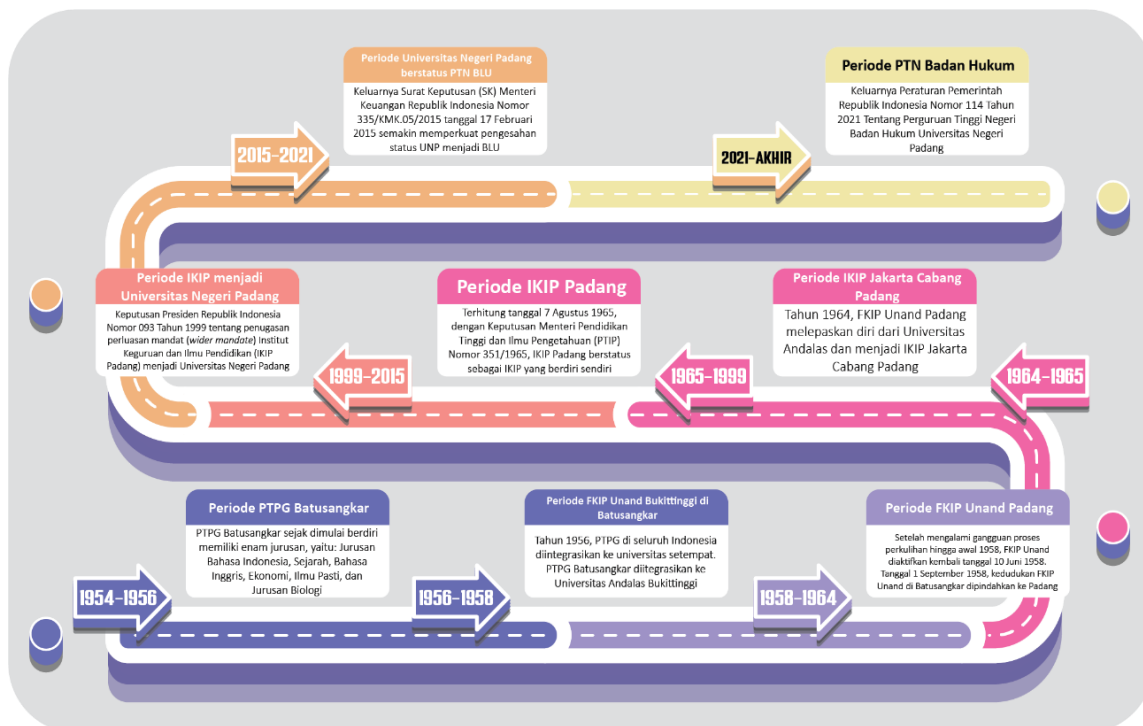 Periode Universitas Negeri Padang
berstatus PTN BLU
Keluarnya Surat Keputusan (SK) Menteri
Keuangan Republik Indonesia Nomor
335/KMK.05/2015 tanggal 17 Februari
2015 semakin memperkuat pengesahan
status UNP menjadi BLU
2015-2021
Periode PTN Badan Hukum
Keluarnya Peraturan Pemerintah
Republik Indonesia Nomor 114 Tahun
2021 Tentang Perguruan Tinggi Negeri
Badan Hukum Universitas Negeri
Padang
2021-AKHIR
Periode IKIP menjadi
Universitas Negeri Padang
Keputusan Presiden Republik Indonesia
Nomor 093 Tahun 1999 tentang penugasan
perluasan mandat (wider mandate) Institut
Keguruan dan Ilmu Pendidikan (IKIP
Padang) menjadi Universitas Negeri Padang
1999-2015
Periode IKIP Padang
Terhitung tanggal 7 Agustus 1965,
dengan Keputusan Menteri Pendidikan
Tinggi dan Ilmu Pengetahuan (PTIP)
Nomor 351/1965, IKIP Padang berstatus
sebagai IKIP yang berdiri sendiri
1965-1999
Periode IKIP Jakarta Cabang
Padang
Tahun 1964, FKIP Unand Padang
melepaskan diri dari Universitas
Andalas dan menjadi IKIP Jakarta
Cabang Padang
1964-1965
Periode PTPG Batusangkar
PTPG Batusangkar sejak dimulai berdiri
memiliki enam jurusan, yaitu: Jurusan
Bahasa Indonesia, Sejarah, Bahasa
Inggris, Ekonomi, Ilmu Pasti, dan
Jurusan Biologi
1954-1956
Periode FKIP Unand Bukittinggi di
Batusangkar
Tahun 1956, PTPG di seluruh Indonesia
diintegrasikan ke universitas setempat.
PTPG Batusangkar diitegrasikan ke
Universitas Andalas Bukittinggi
1956-1958
Periode FKIP Unand Padang
Setelah mengalami gangguan proses
perkulihan hingga awal 1958, FKIP Unand
diaktifkan kembali tanggal 10 Juni 1958.
Tanggal 1 September 1958, kedudukan FKIP
Unand di Batusangkar dipindahkan ke Padang
1958-1964